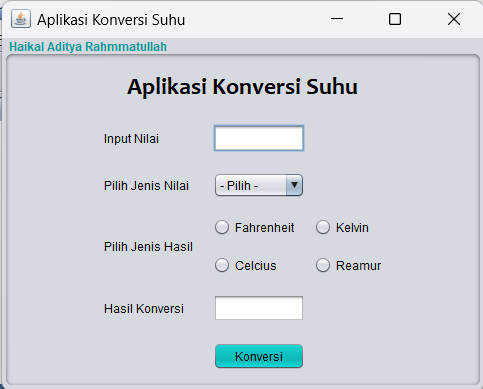 Aplikasi Konversi Suhu
Haikal Aditya Rahmmatullah
Aplikasi Konversi Suhu
Input Nilai
Pilih Jenis Nilai
- Pilih -
Pilih Jenis Hasil
Fahrenheit
Kelvin
Celcius
Reamur
Hasil Konversi
Konversi